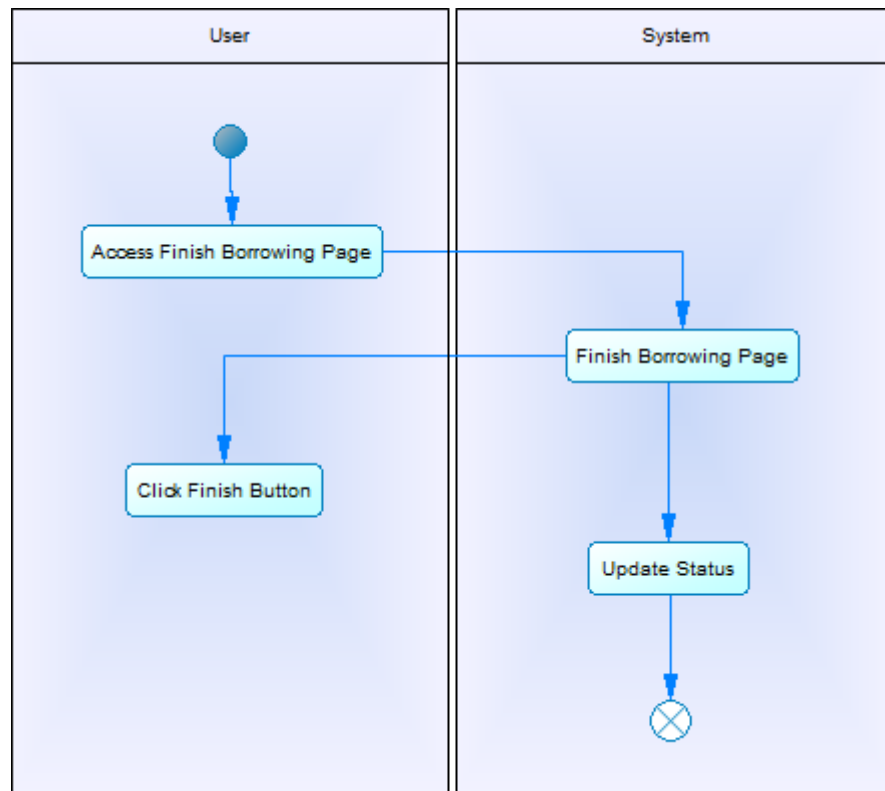 User
System
Access Finish Borrowing Page
Finish Borrowing Page
Click Finish Button
Update Status